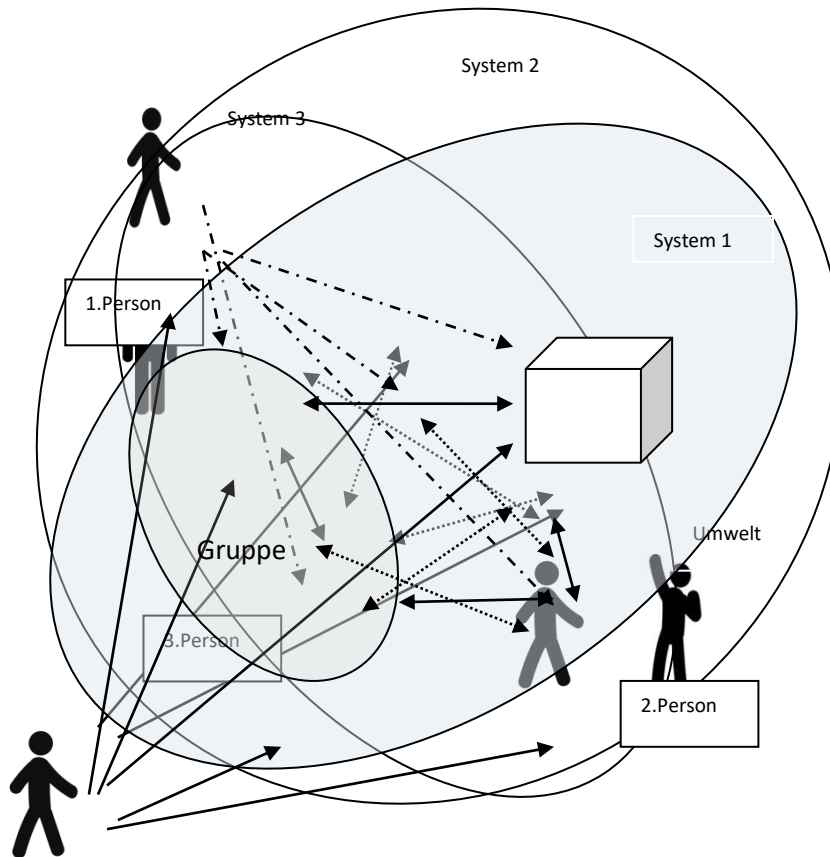 System 2
System 3
System 1
1.Person
Umwelt
Gruppe
3.Person
2.Person